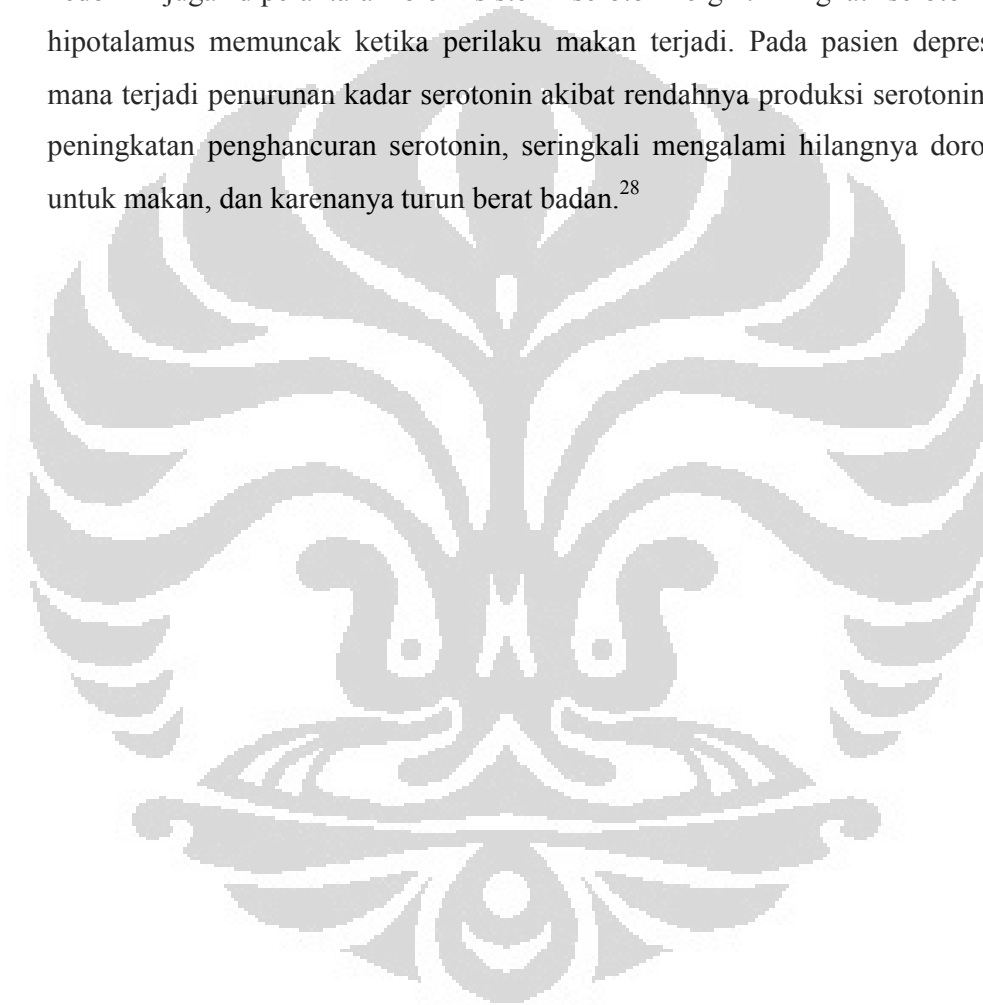 hipotalamus memuncak ketika perilaku makan terjadi. Pada pasien depres
mana terjadi penurunan kadar serotonin akibat rendahnya produksi serotonin
peningkatan penghancuran serotonin, seringkali mengalami hilangnya doro
untuk makan, dan karenanya turun berat badan.28